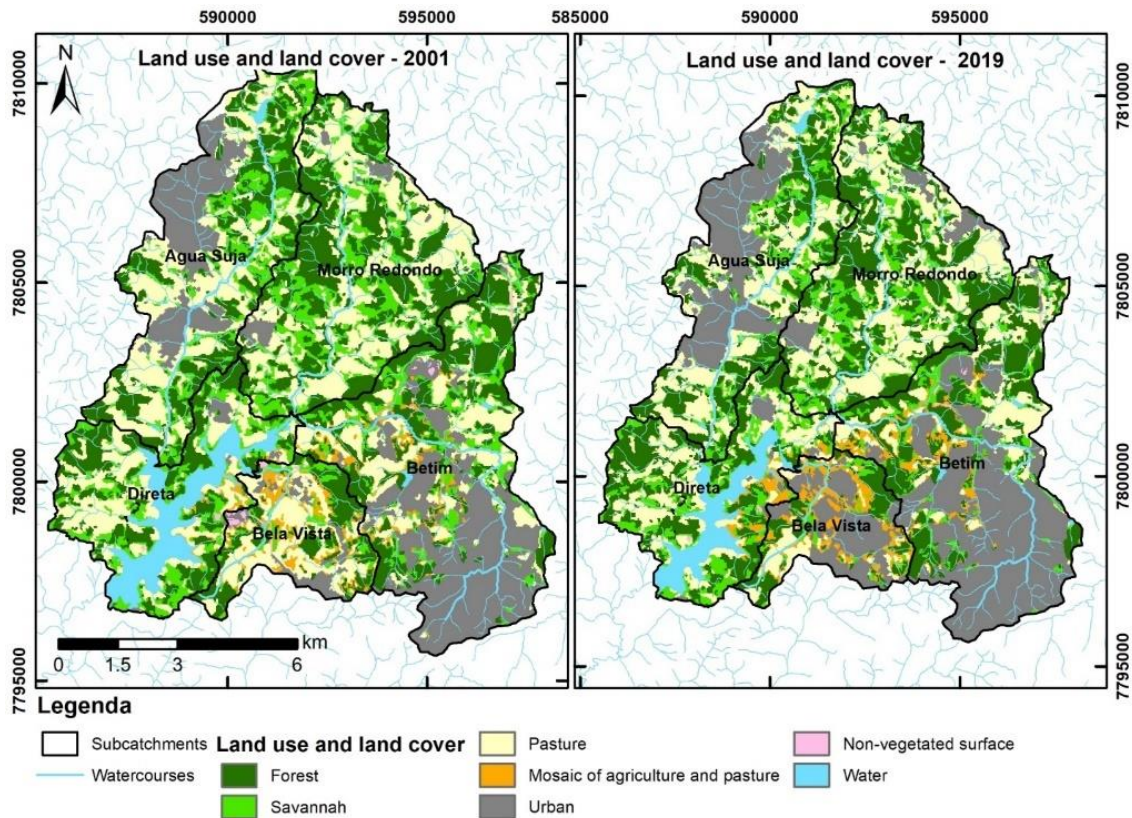 590000 595000 585000 590000 595000
Land use and land cover - 2001
Land use and land cover - 2019
N
7810000
7805000
7800000
7795000
Agua Suja
Morro Redondo
Direta
Betim
Bela Vista
km
0 1.5 3 6
Agua Suja
Morro Redondo
Direta
Betim
Bela Vista
7810000
7805000
7800000
7795000
Legenda
Subcatchments
Watercourses
Land use and land cover
Forest
Savannah
Pasture
Mosaic of agriculture and pasture
Urban
Non-vegetated surface
Water